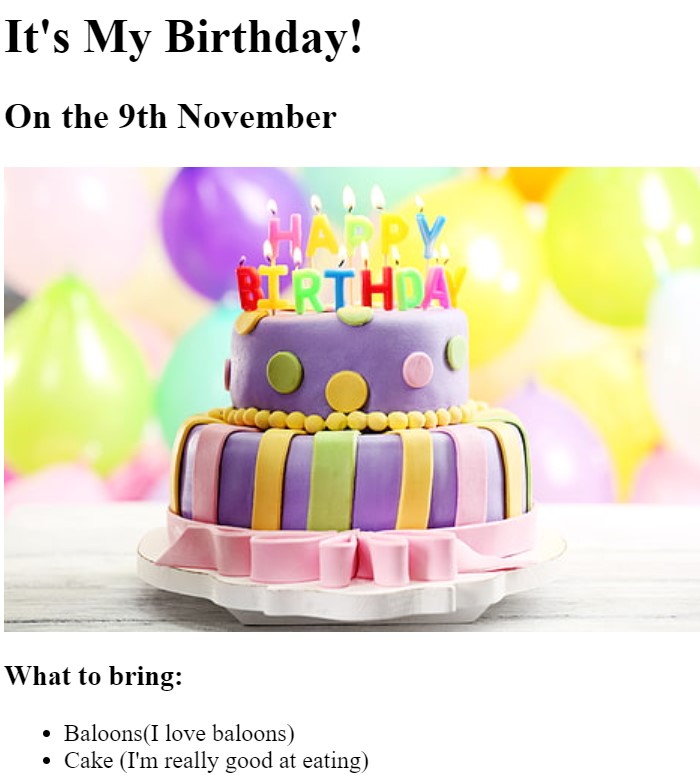 It's My Birthday!
On the 9th November
HAPPY
BIRTHDAY
What to bring:
Baloons(I love baloons)
Cake (I'm really good at eating)